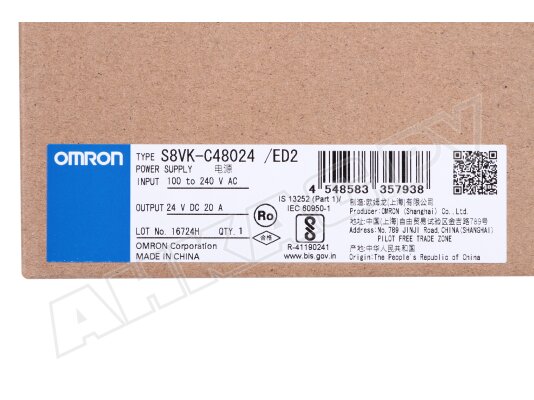 OMRON
TYPE S8VK-C48024 /ED2
POWER SUPPLY 电源
INPUT 100 to 240 V AC
OUTPUT 24 V DC 20 A
LOT No. 16724H QTY. 1
OMRON Corporation
MADE IN CHINA
Ro
合格
IS 13252 (Part 1)/
IEC 60950-1
R-41190241
www.bis.gov.in
4 548583 357938
制造:欧姆龙(上海)有限公司
Producer:OMRON (Shanghai) Co.,Ltd.
地址:中国(上海)自由贸易试验区金吉路789号
Address:No.789 JINJI Road,CHINA(SHANGHAI)
PILOT FREE TRADE ZONE
产地:中华人民共和国
Origin:The People's Republic of China